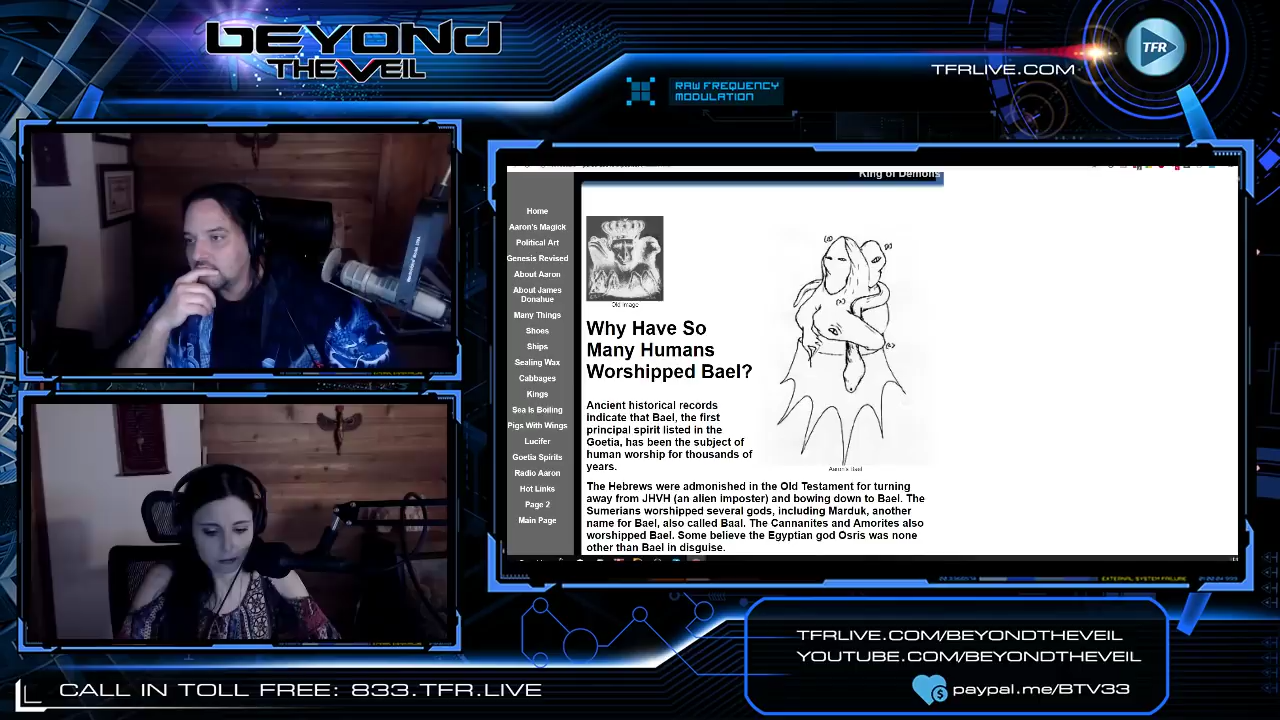 BEYOND
THE VEIL
RAW FREQUENCY
MODULATION
TFRLIVE.COM
TFR
King of Demons
Home
Aaron's Magick
Political Art
Genesis Revised
About Aaron
About James
Donahue
Many Things
Shoes
Ships
Sealing Wax
Cabbages
Kings
Sea Is Boiling
Pigs With Wings
Lucifer
Goetia Spirits
Radio Aaron
Hot Links
Page 2
Main Page
Old Image
Why Have So
Many Humans
Worshipped Bael?
Ancient historical records
indicate that Bael, the first
principal spirit listed in the
Goetia, has been the subject of
human worship for thousands of
years.
Aaron's Bael
The Hebrews were admonished in the Old Testament for turning
away from JHVH (an alien imposter) and bowing down to Bael. The
Sumerians worshipped several gods, including Marduk, another
name for Bael, also called Baal. The Cannanites and Amorites also
worshipped Bael. Some believe the Egyptian god Osris was none
other than Bael in disguise.
EXTERNAL SYSTEM FAILURE
TFRLIVE.COM/BEYONDTHEVEIL
YOUTUBE.COM/BEYONDTHEVEIL
paypal.me/BTV33
CALL IN TOLL FREE: 833.TFR.LIVE